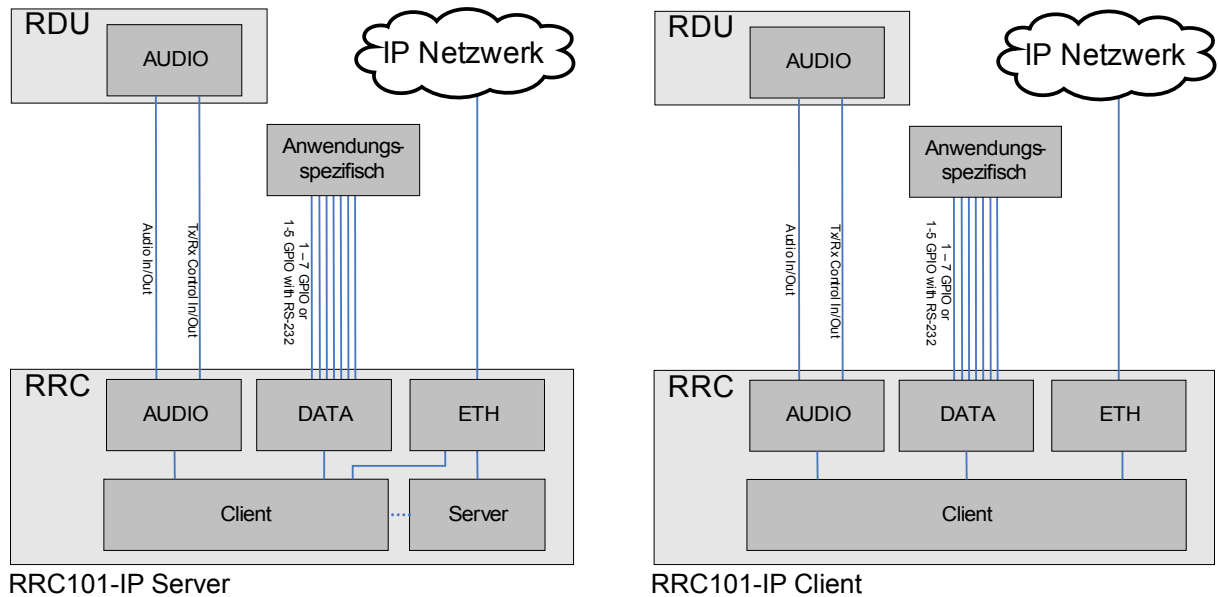 RDU
AUDIO
IP Netzwerk
Anwendungs-
spezifisch
Audio In/Out
Tx/Rx Control In/Out
1 – 7 GPIO or
1-5 GPIO with RS-232
RRC
AUDIO
DATA
ETH
Client
Server
RRC101-IP Server
RDU
AUDIO
IP Netzwerk
Anwendungs-
spezifisch
Audio In/Out
Tx/Rx Control In/Out
1 – 7 GPIO or
1-5 GPIO with RS-232
RRC
AUDIO
DATA
ETH
Client
RRC101-IP Client